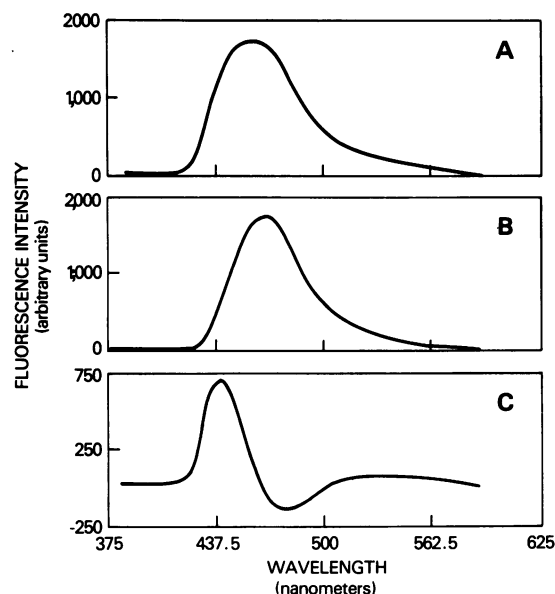 2000
A
1,000
0
2,000
B
1,000
0
FLUORESCENCE INTENSITY
(arbitrary units)
750
C
250
-250
375 437.5 500 562.5 625
WAVELENGTH
(nanometers)